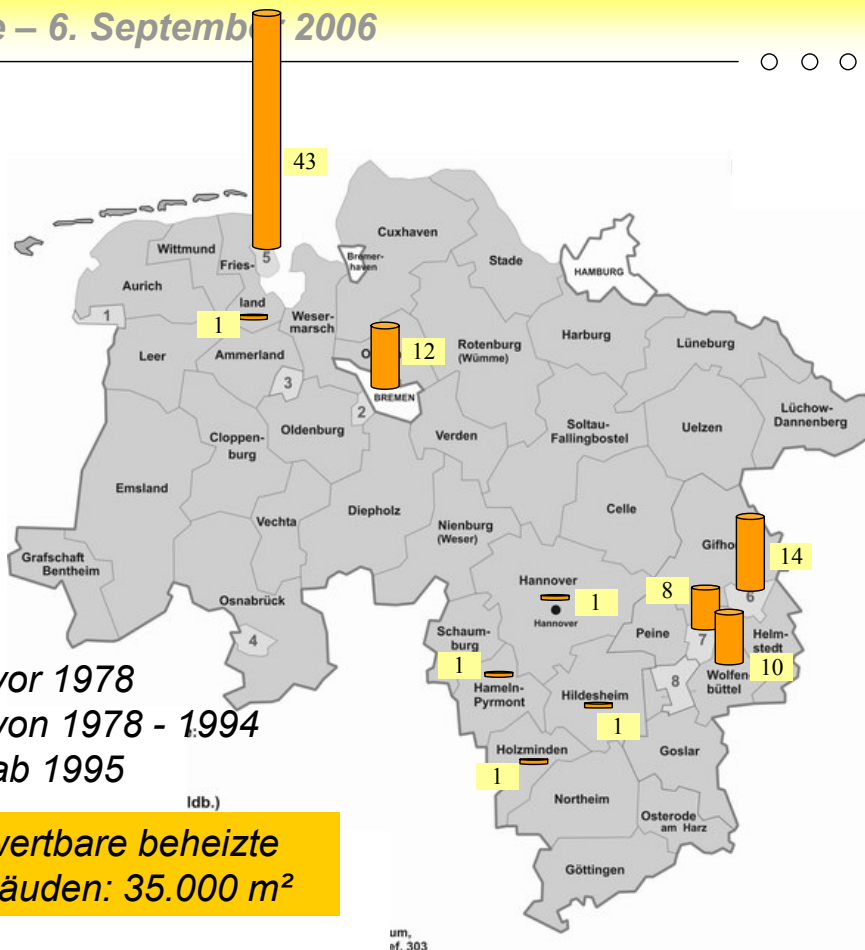 – 6. September 2006
43
Cuxhaven
Wittmund
Fries-
5
Bremer-
haven
Stade
HAMBURG
Aurich
land
1
1
Weser-
marsch
Harburg
Lüneburg
Rotenburg
(Wümme)
12
Leer
Ammerland
3
BREMEN
2
Lüchow-
Dannenberg
Soltau-
Fallingbostel
Uelzen
Oldenburg
Verden
Cloppen-
burg
Emsland
Celle
Diepholz
Vechta
Nienburg
(Weser)
14
Grafschaft
Bentheim
Hannover
8
6
1
Hannover
Osnabrück
Schaum-
burg
Peine
7
Helm-
stedt
4
1
10
Wolfen-
büttel
vor 1978
Hameln-
Pyrmont
Hildesheim
8
von 1978 - 1994
1
ab 1995
Holzminden
Goslar
1
ldb.)
Northeim
Osterode
am Harz
wertbare beheizte
äuden: 35.000 m²
Göttingen
um,
ef. 303